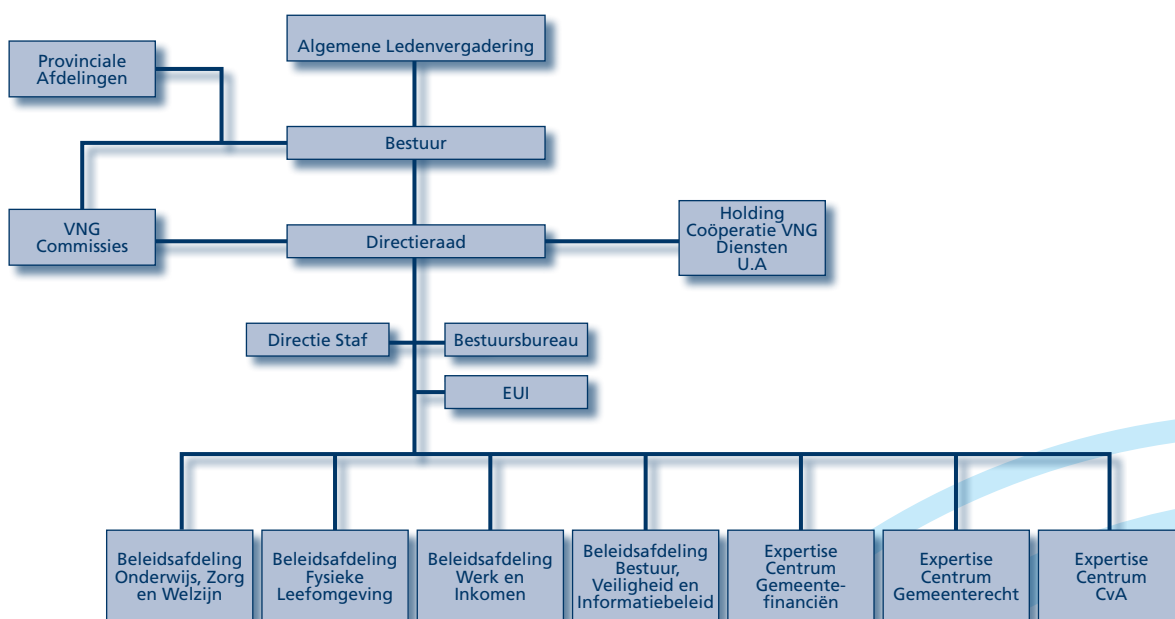 Algemene Ledenvergadering
Provinciale
Afdelingen
Bestuur
VNG
Commissies
Directieraad
Holding
Coöperatie VNG
Diensten
U.A
Directie Staf
Bestuursbureau
EUI
Beleidsafdeling
Onderwijs, Zorg
en Welzijn
Beleidsafdeling
Fysieke
Leefomgeving
Beleidsafdeling
Werk en
Inkomen
Beleidsafdeling
Bestuur,
Veiligheid en
Informatiebeleid
Expertise
Centrum
Gemeente-
financiën
Expertise
Centrum
Gemeenterecht
Expertise
Centrum
CvA